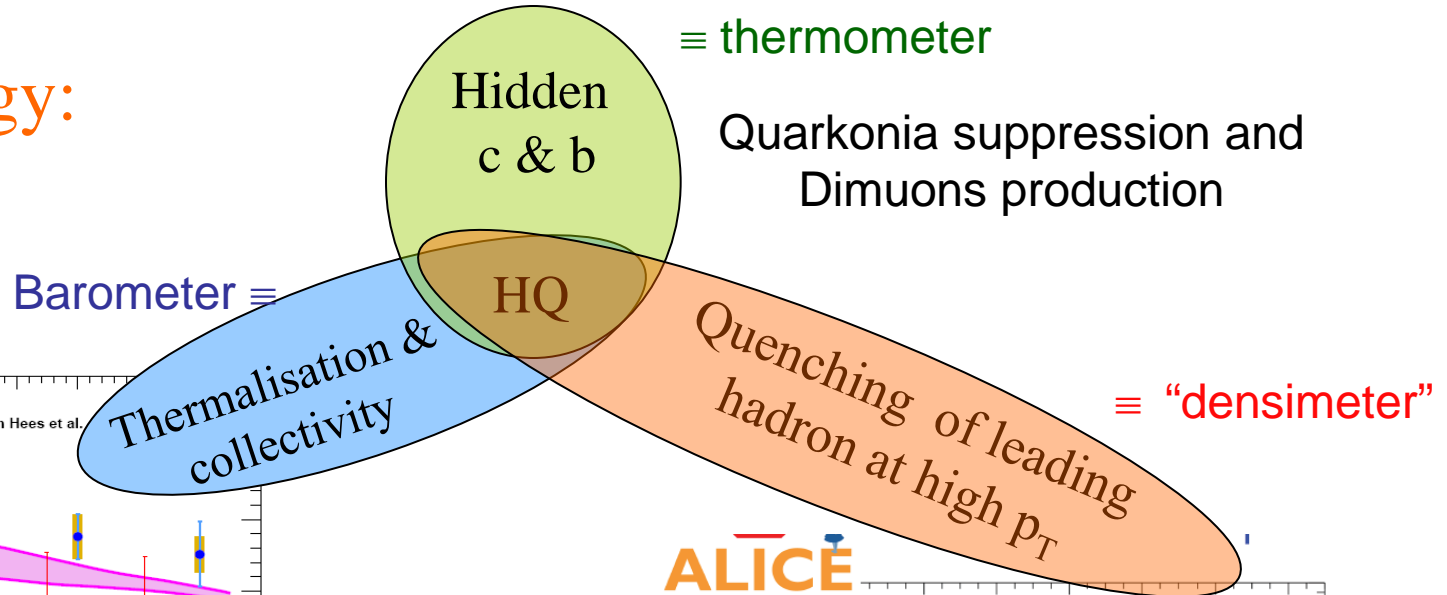 ≡ thermometer
Hidden
c & b
gy:
Quarkonia suppression and
Dimuons production
Barometer ≡
HQ
Thermalisation &
collectivity
Quenching of leading
hadron at high pT
≡ “densimeter”
n Hees et al.
ALICE